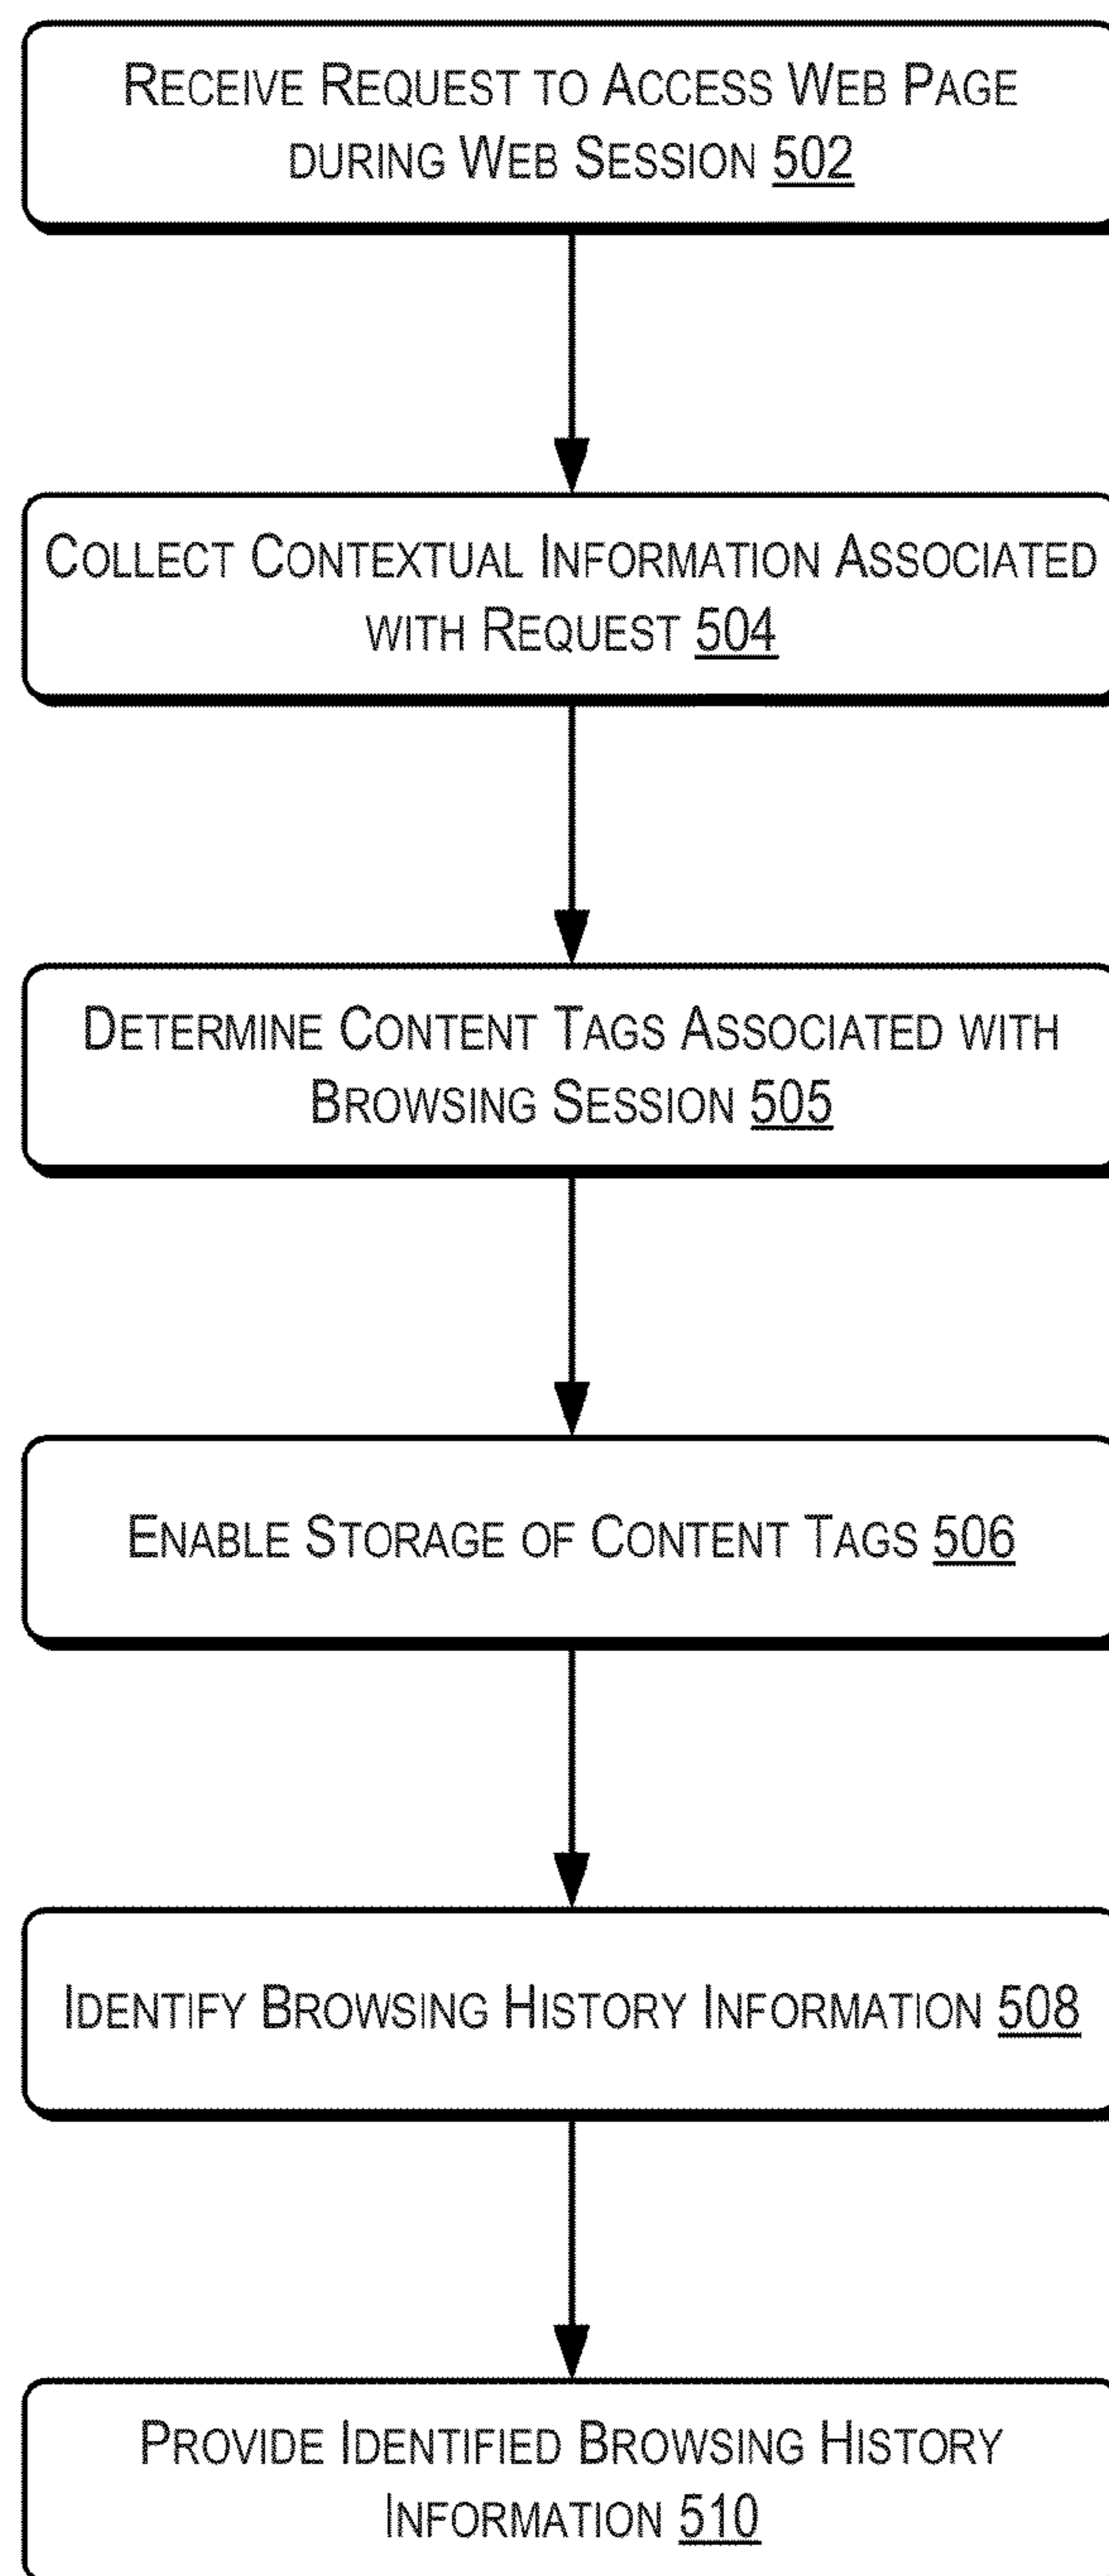 RECEIVE REQUEST TO ACCESS WEB PAGE
DURING WEB SESSION 502
COLLECT CONTEXTUAL INFORMATION ASSOCIATED
WITH REQUEST 504
DETERMINE CONTENT TAGS ASSOCIATED WITH
BROWSING SESSION 505
ENABLE STORAGE OF CONTENT TAGS 506
IDENTIFY BROWSING HISTORY INFORMATION 508
PROVIDE IDENTIFIED BROWSING HISTORY
INFORMATION 510